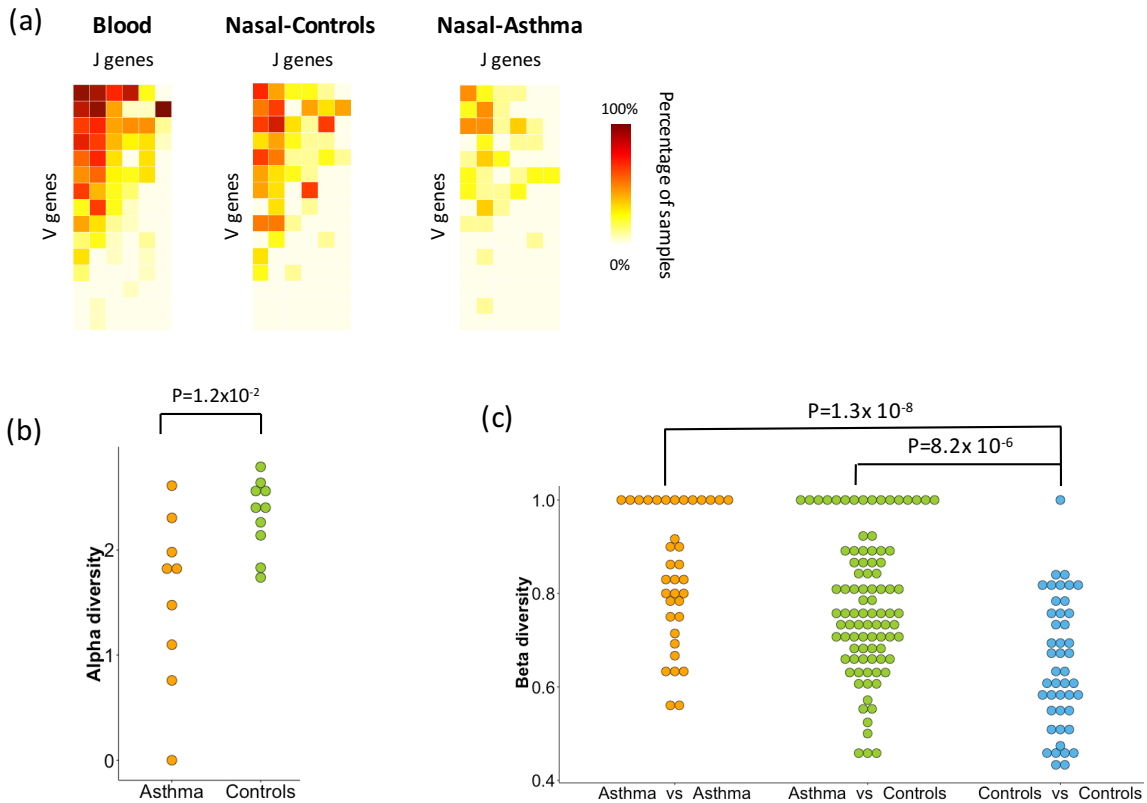 (a)
Blood Nasal-Controls Nasal-Asthma
J genes J genes J genes
V genes V genes V genes
100%
0%
Percentage of samples
(b)
P=1.2x10-2
Alpha diversity
2
1
0
Asthma Controls
(c)
P=1.3x 10-8
P=8.2x 10-6
Beta diversity
1.0
0.8
0.6
0.4
Asthma vs Asthma Asthma vs Controls Controls vs Controls